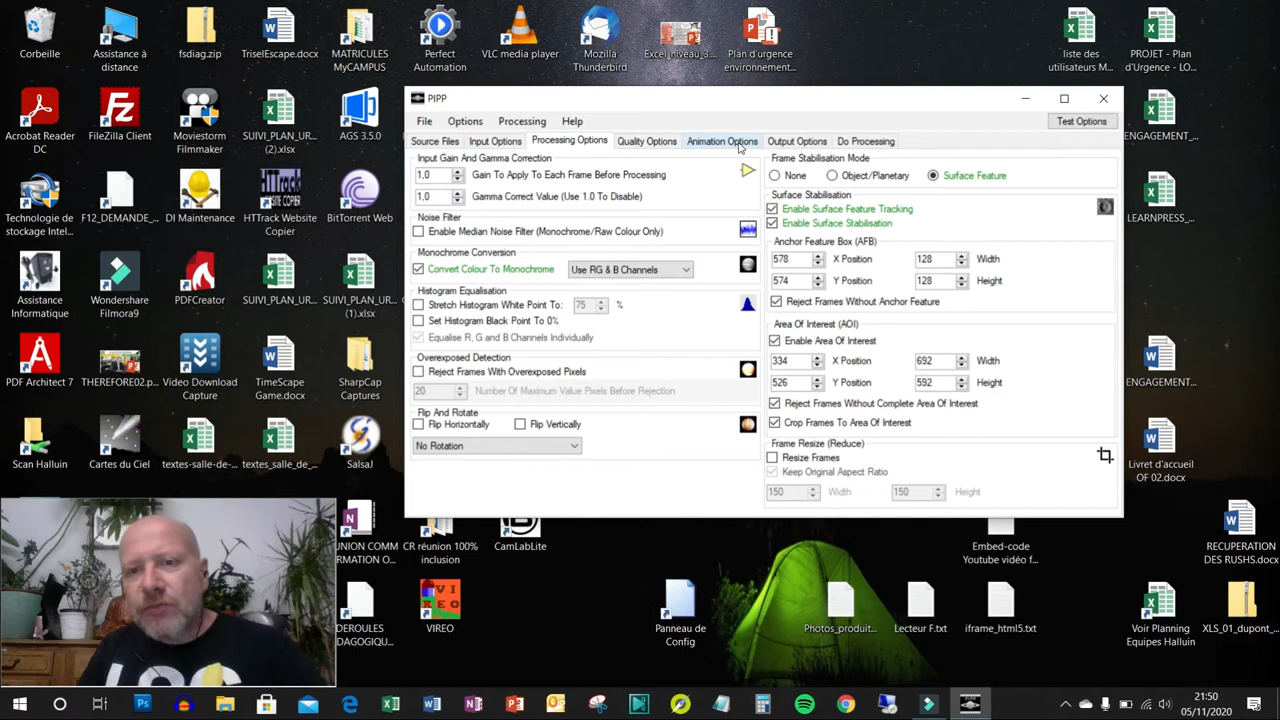 Corbeille
Assistance à
distance
fsdiag.zip
TriselEscape.docx
MATRICULES
MyCAMPUS
Perfect
Automation
VLC media player
Mozilla
Thunderbird
Excel_niveau_3...
Plan d'urgence
environnement...
liste des
utilisateurs M...
PROJET - Plan
d'Urgence - LO...
Acrobat Reader
DC
FileZilla Client
Moviestorm
Filmmaker
SUIVI_PLAN_UR...
(2).xlsx
AGS 3.5.0
SUIVI_PLAN_UR...
ENGAGEMENT...
Technologie de
stockage Intel...
F12_DEMANDE_...
DI Maintenance
HTTrack
HTTrack Website
Copier
BitTorrent Web
LEARNPRESS_...
Assistance
Informatique
Wondershare
Filmora9
PDFCreator
SUIVI_PLAN_UR...
SUIVI_PLAN_UR...
(1).xlsx
PDF Architect 7
THEREFORE02.p...
Video Download
Capture
TimeScape
Game.docx
SharpCap
Captures
ENGAGEMENT...
Scan Halluin
Cartes du Ciel
textes-salle-de-...
textes_salle_de_...
SalsaJ
Livret d'accueil
OF 02.docx
PIPP
File Options Processing Help
Test Options
Source Files Input Options Processing Options Quality Options Animation Options Output Options Do Processing
Input Gain And Gamma Correction
1,0 Gain To Apply To Each Frame Before Processing
1,0 Gamma Correct Value (Use 1.0 To Disable)
Noise Filter
Enable Median Noise Filter (Monochrome/Raw Colour Only)
Monochrome Conversion
Convert Colour To Monochrome Use RG & B Channels
Histogram Equalisation
Stretch Histogram White Point To: 75 %
Set Histogram Black Point To 0%
Equalise R, G and B Channels Individually
Overexposed Detection
Reject Frames With Overexposed Pixels
20 Number Of Maximum Value Pixels Before Rejection
Flip And Rotate
Flip Horizontally Flip Vertically
No Rotation
Frame Stabilisation Mode
None Object/Planetary Surface Feature
Surface Stabilisation
Enable Surface Feature Tracking
Enable Surface Stabilisation
Anchor Feature Box (AFB)
578 X Position 128 Width
574 Y Position 128 Height
Reject Frames Without Anchor Feature
Area Of Interest (AOI)
Enable Area Of Interest
334 X Position 692 Width
526 Y Position 592 Height
Reject Frames Without Complete Area Of Interest
Crop Frames To Area Of Interest
Frame Resize (Reduce)
Resize Frames
Keep Original Aspect Ratio
150 Width 150 Height
UNION COMM
ORMATION O...
CR réunion 100%
inclusion
CamLabLite
Embed-code
Youtube vidéo f...
RECUPERATION
DES RUSHS.docx
DEROULES
DAGOGIQU...
VIREO
Panneau de
Config
Photos_produit...
Lecteur F.txt
iframe_html5.txt
Voir Planning
Equipes Halluin
XLS_01_dupont_...
21:50
05/11/2020